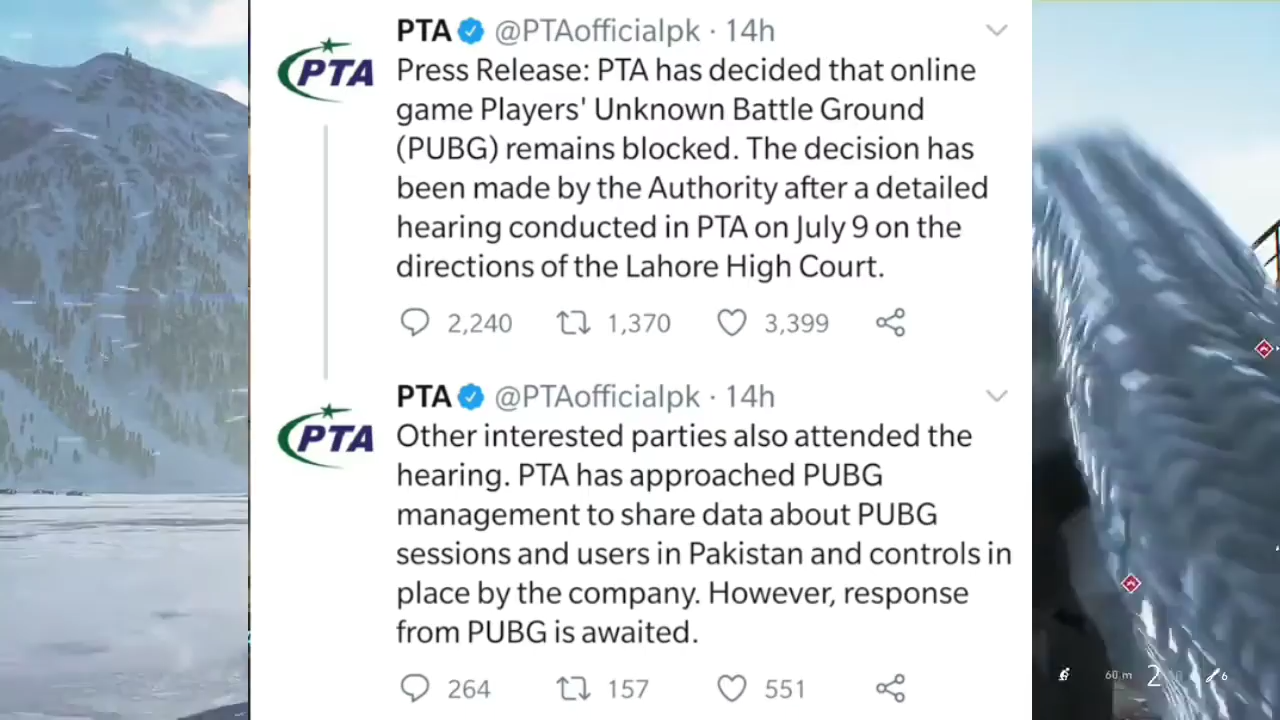 PTA @PTAofficialpk · 14h
PTA
Press Release: PTA has decided that online
game Players' Unknown Battle Ground
(PUBG) remains blocked. The decision has
been made by the Authority after a detailed
hearing conducted in PTA on July 9 on the
directions of the Lahore High Court.
2,240 1,370 3,399
PTA @PTAofficialpk · 14h
PTA
Other interested parties also attended the
hearing. PTA has approached PUBG
management to share data about PUBG
sessions and users in Pakistan and controls in
place by the company. However, response
from PUBG is awaited.
264 157 551
60 m 2 6